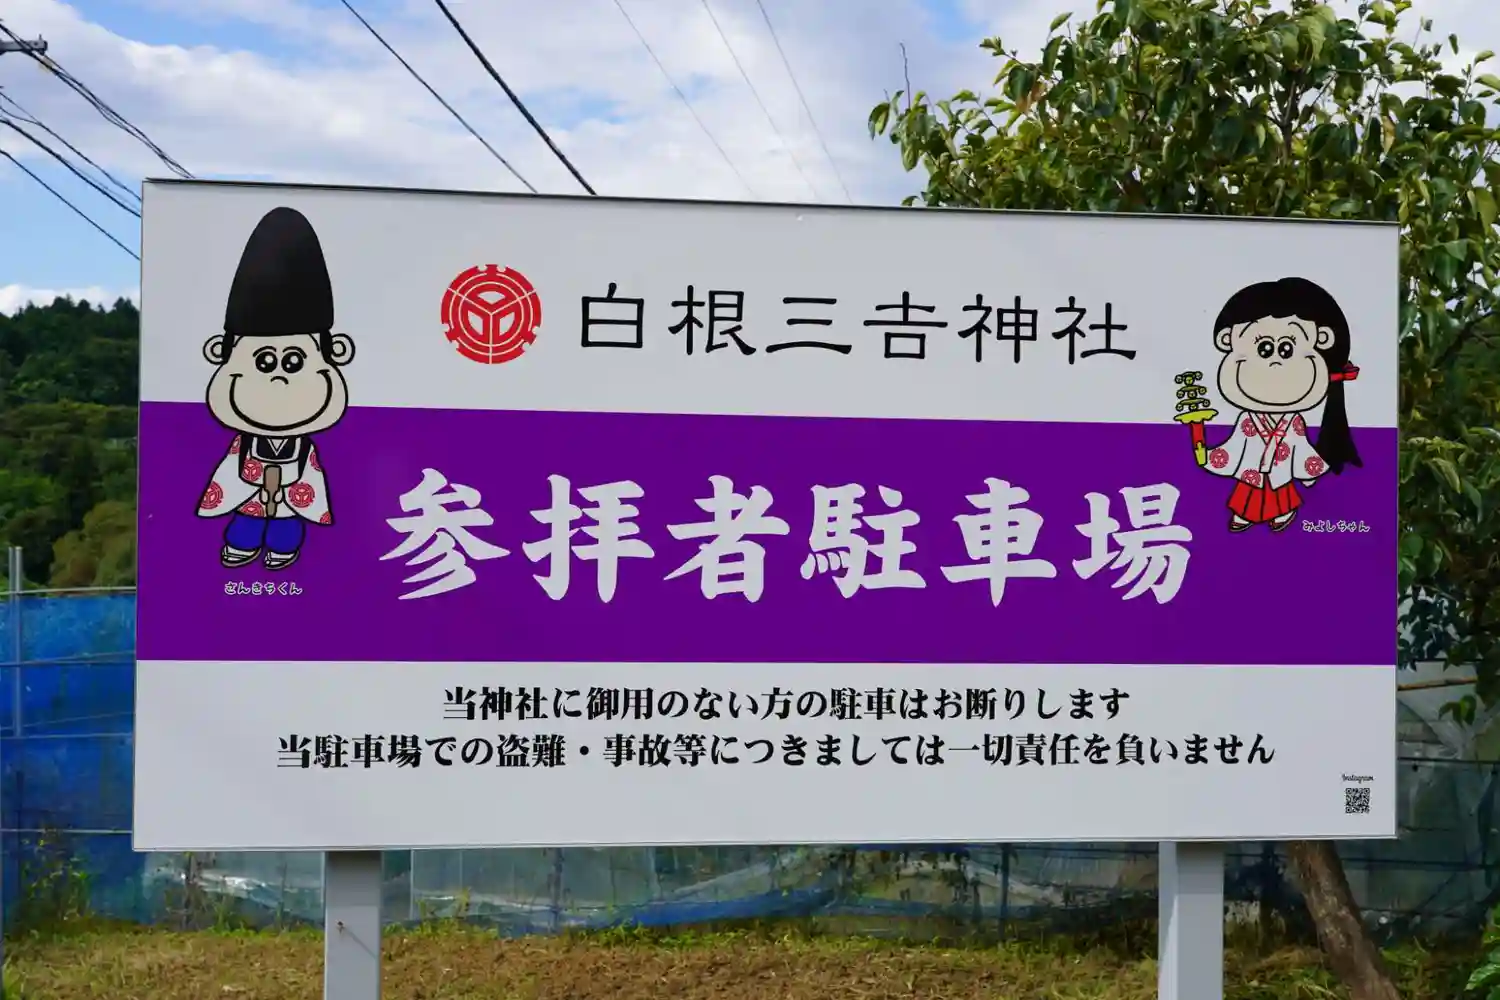 白根三𠮷神社
参拝者駐車場
さんきちくん
みよしちゃん
当神社に御用のない方の駐車はお断りします
当駐車場での盗難・事故等につきましては一切責任を負いません
Instagram